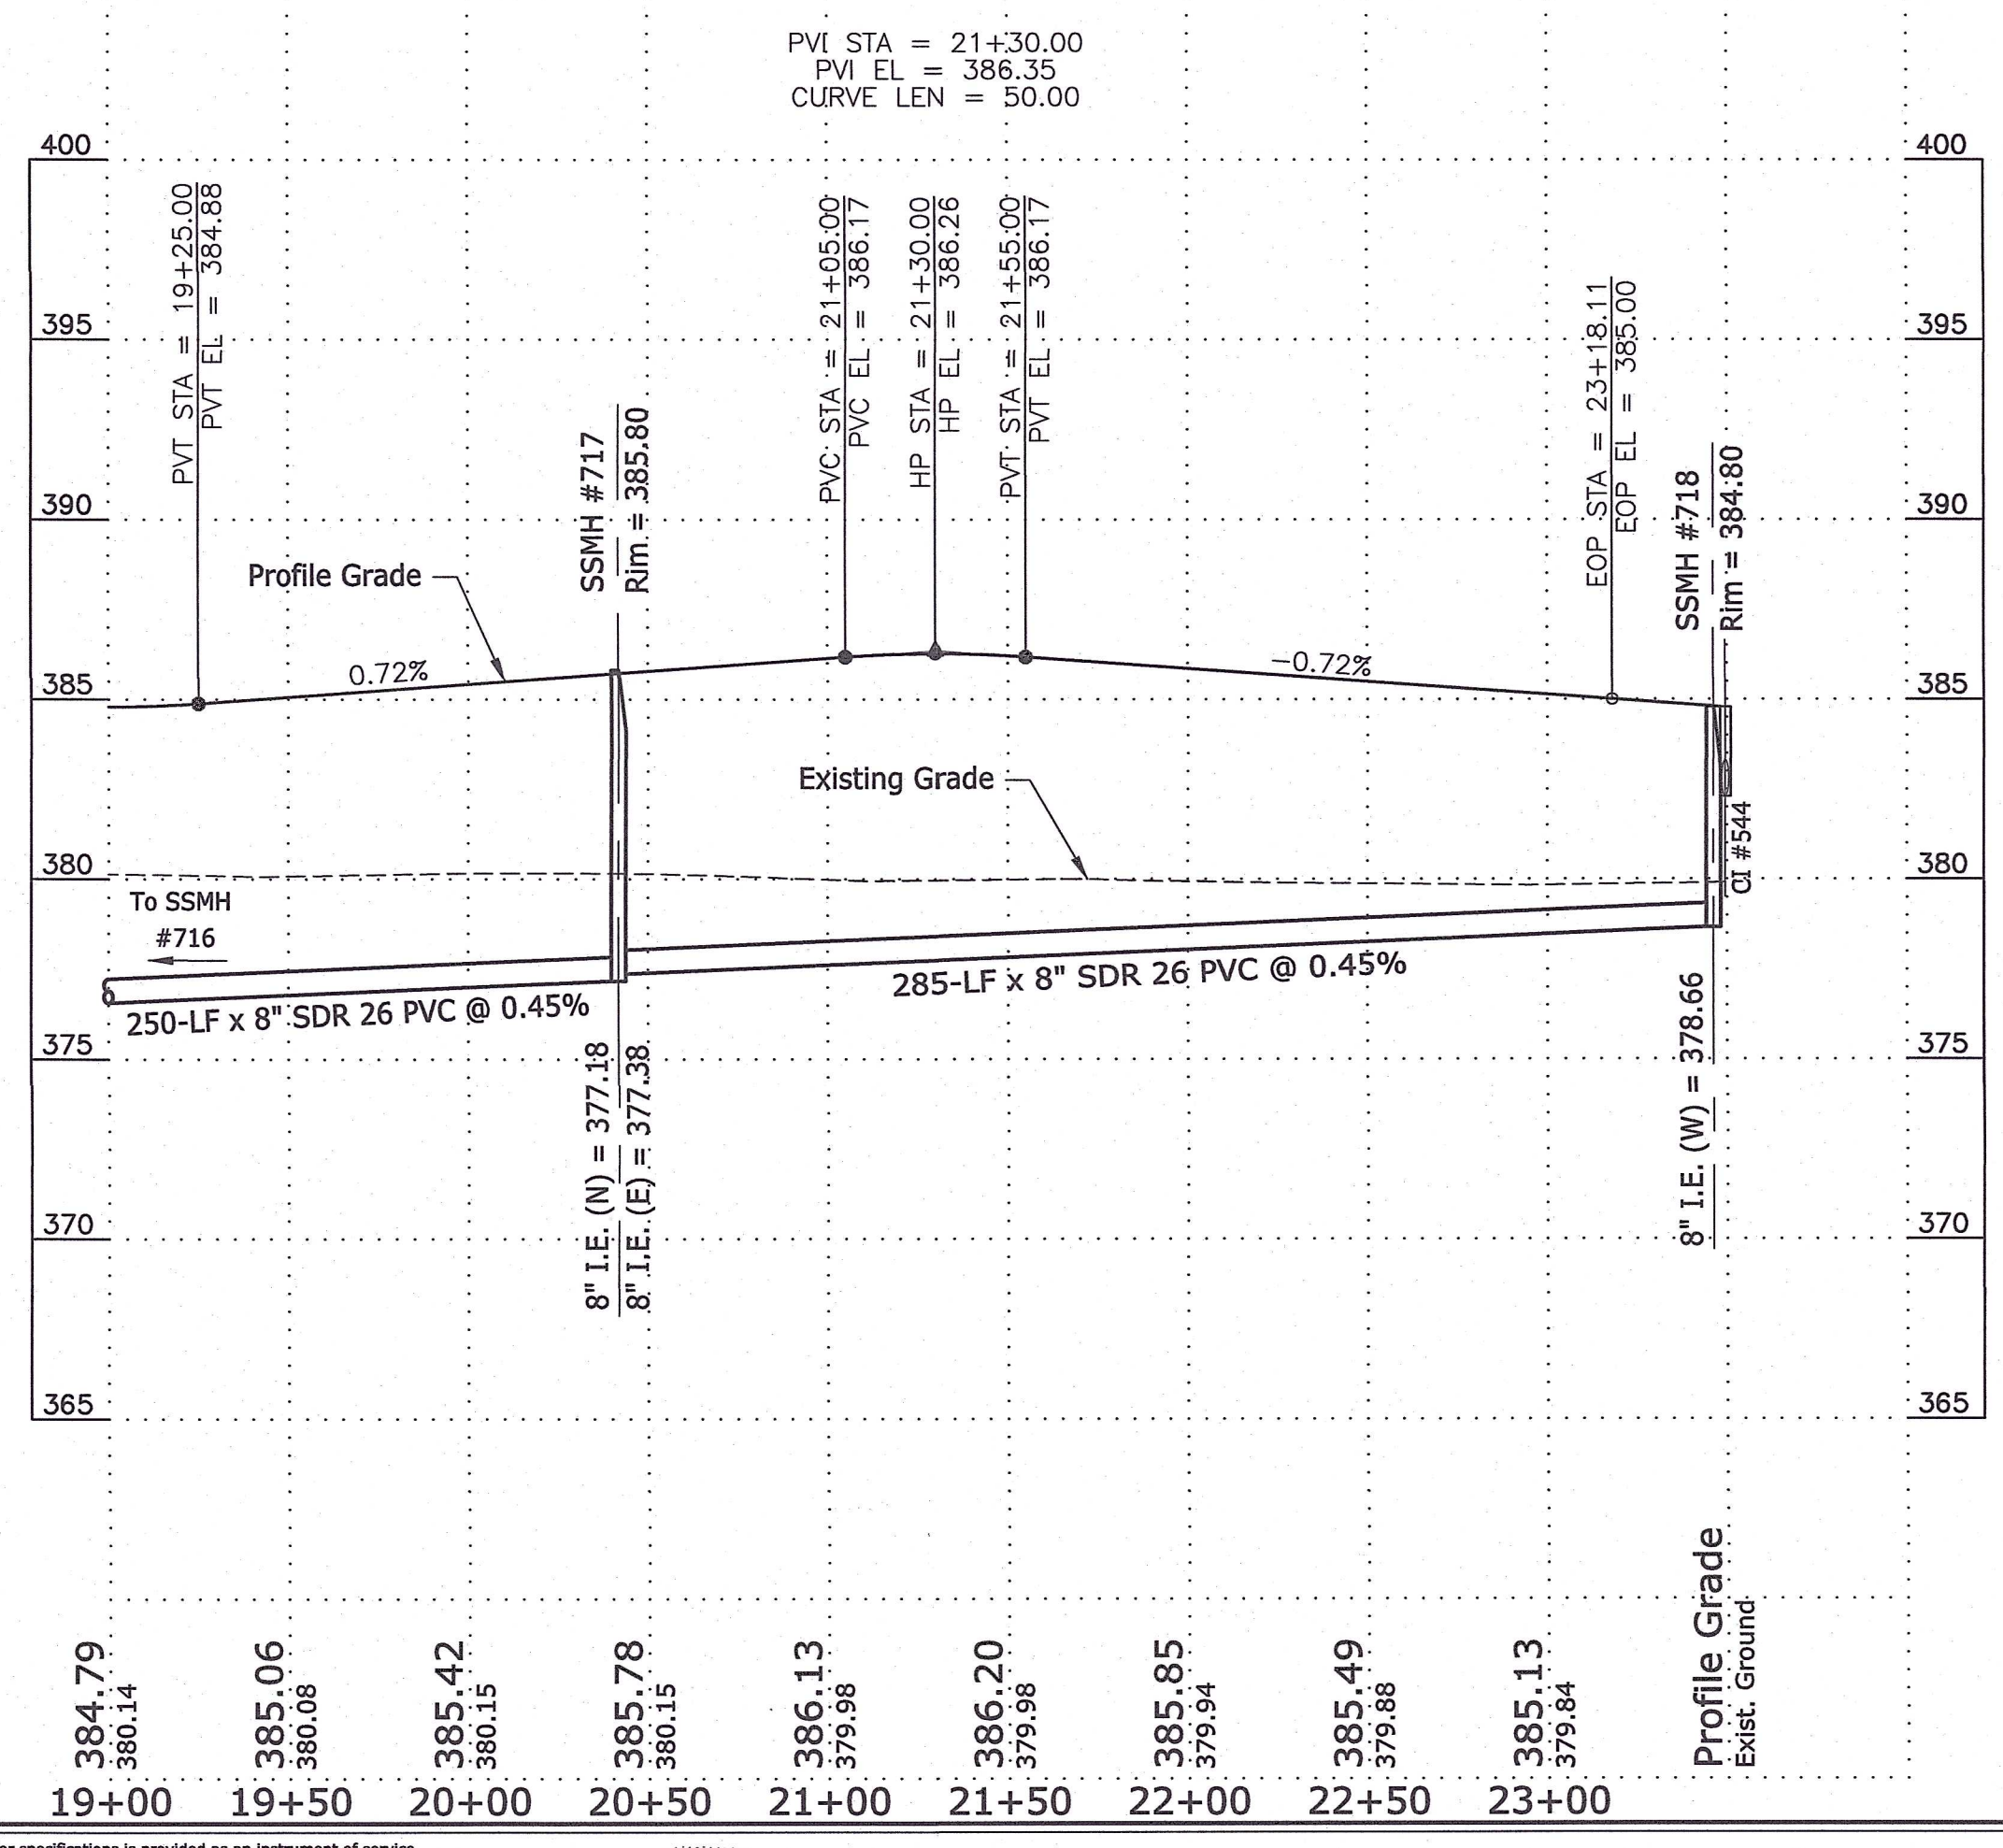 PVI STA = 21+30.00
PVI EL = 386.35
CURVE LEN = 50.00
400
400
PVT STA = 19+25.00
PVT EL = 384.88
PVC STA = 21+05.00
PVC EL = 386.17
HP STA = 21+30.00
HP EL = 386.26
PVT STA = 21+55.00
PVT EL = 386.17
EOP STA = 23+18.11
EOP EL = 385.00
395
395
SSMH #717
Rim = 385.80
SSMH #718
Rim = 384.80
390
390
Profile Grade
0.72%
-0.72%
385
385
Existing Grade
CI #544
380
380
To SSMH
#716
285-LF x 8" SDR 26 PVC @ 0.45%
250-LF x 8" SDR 26 PVC @ 0.45%
375
375
8" I.E. (N) = 377.18
8" I.E. (E) = 377.38
8" I.E. (W) = 378.66
370
370
365
365
384.79
380.14
385.06
380.08
385.42
380.15
385.78
380.15
386.13
379.98
386.20
379.98
385.85
379.94
385.49
379.88
385.13
379.84
Profile Grade
Exist. Ground
19+00 19+50 20+00 20+50 21+00 21+50 22+00 22+50 23+00
or specifications is provided as an instrument of service